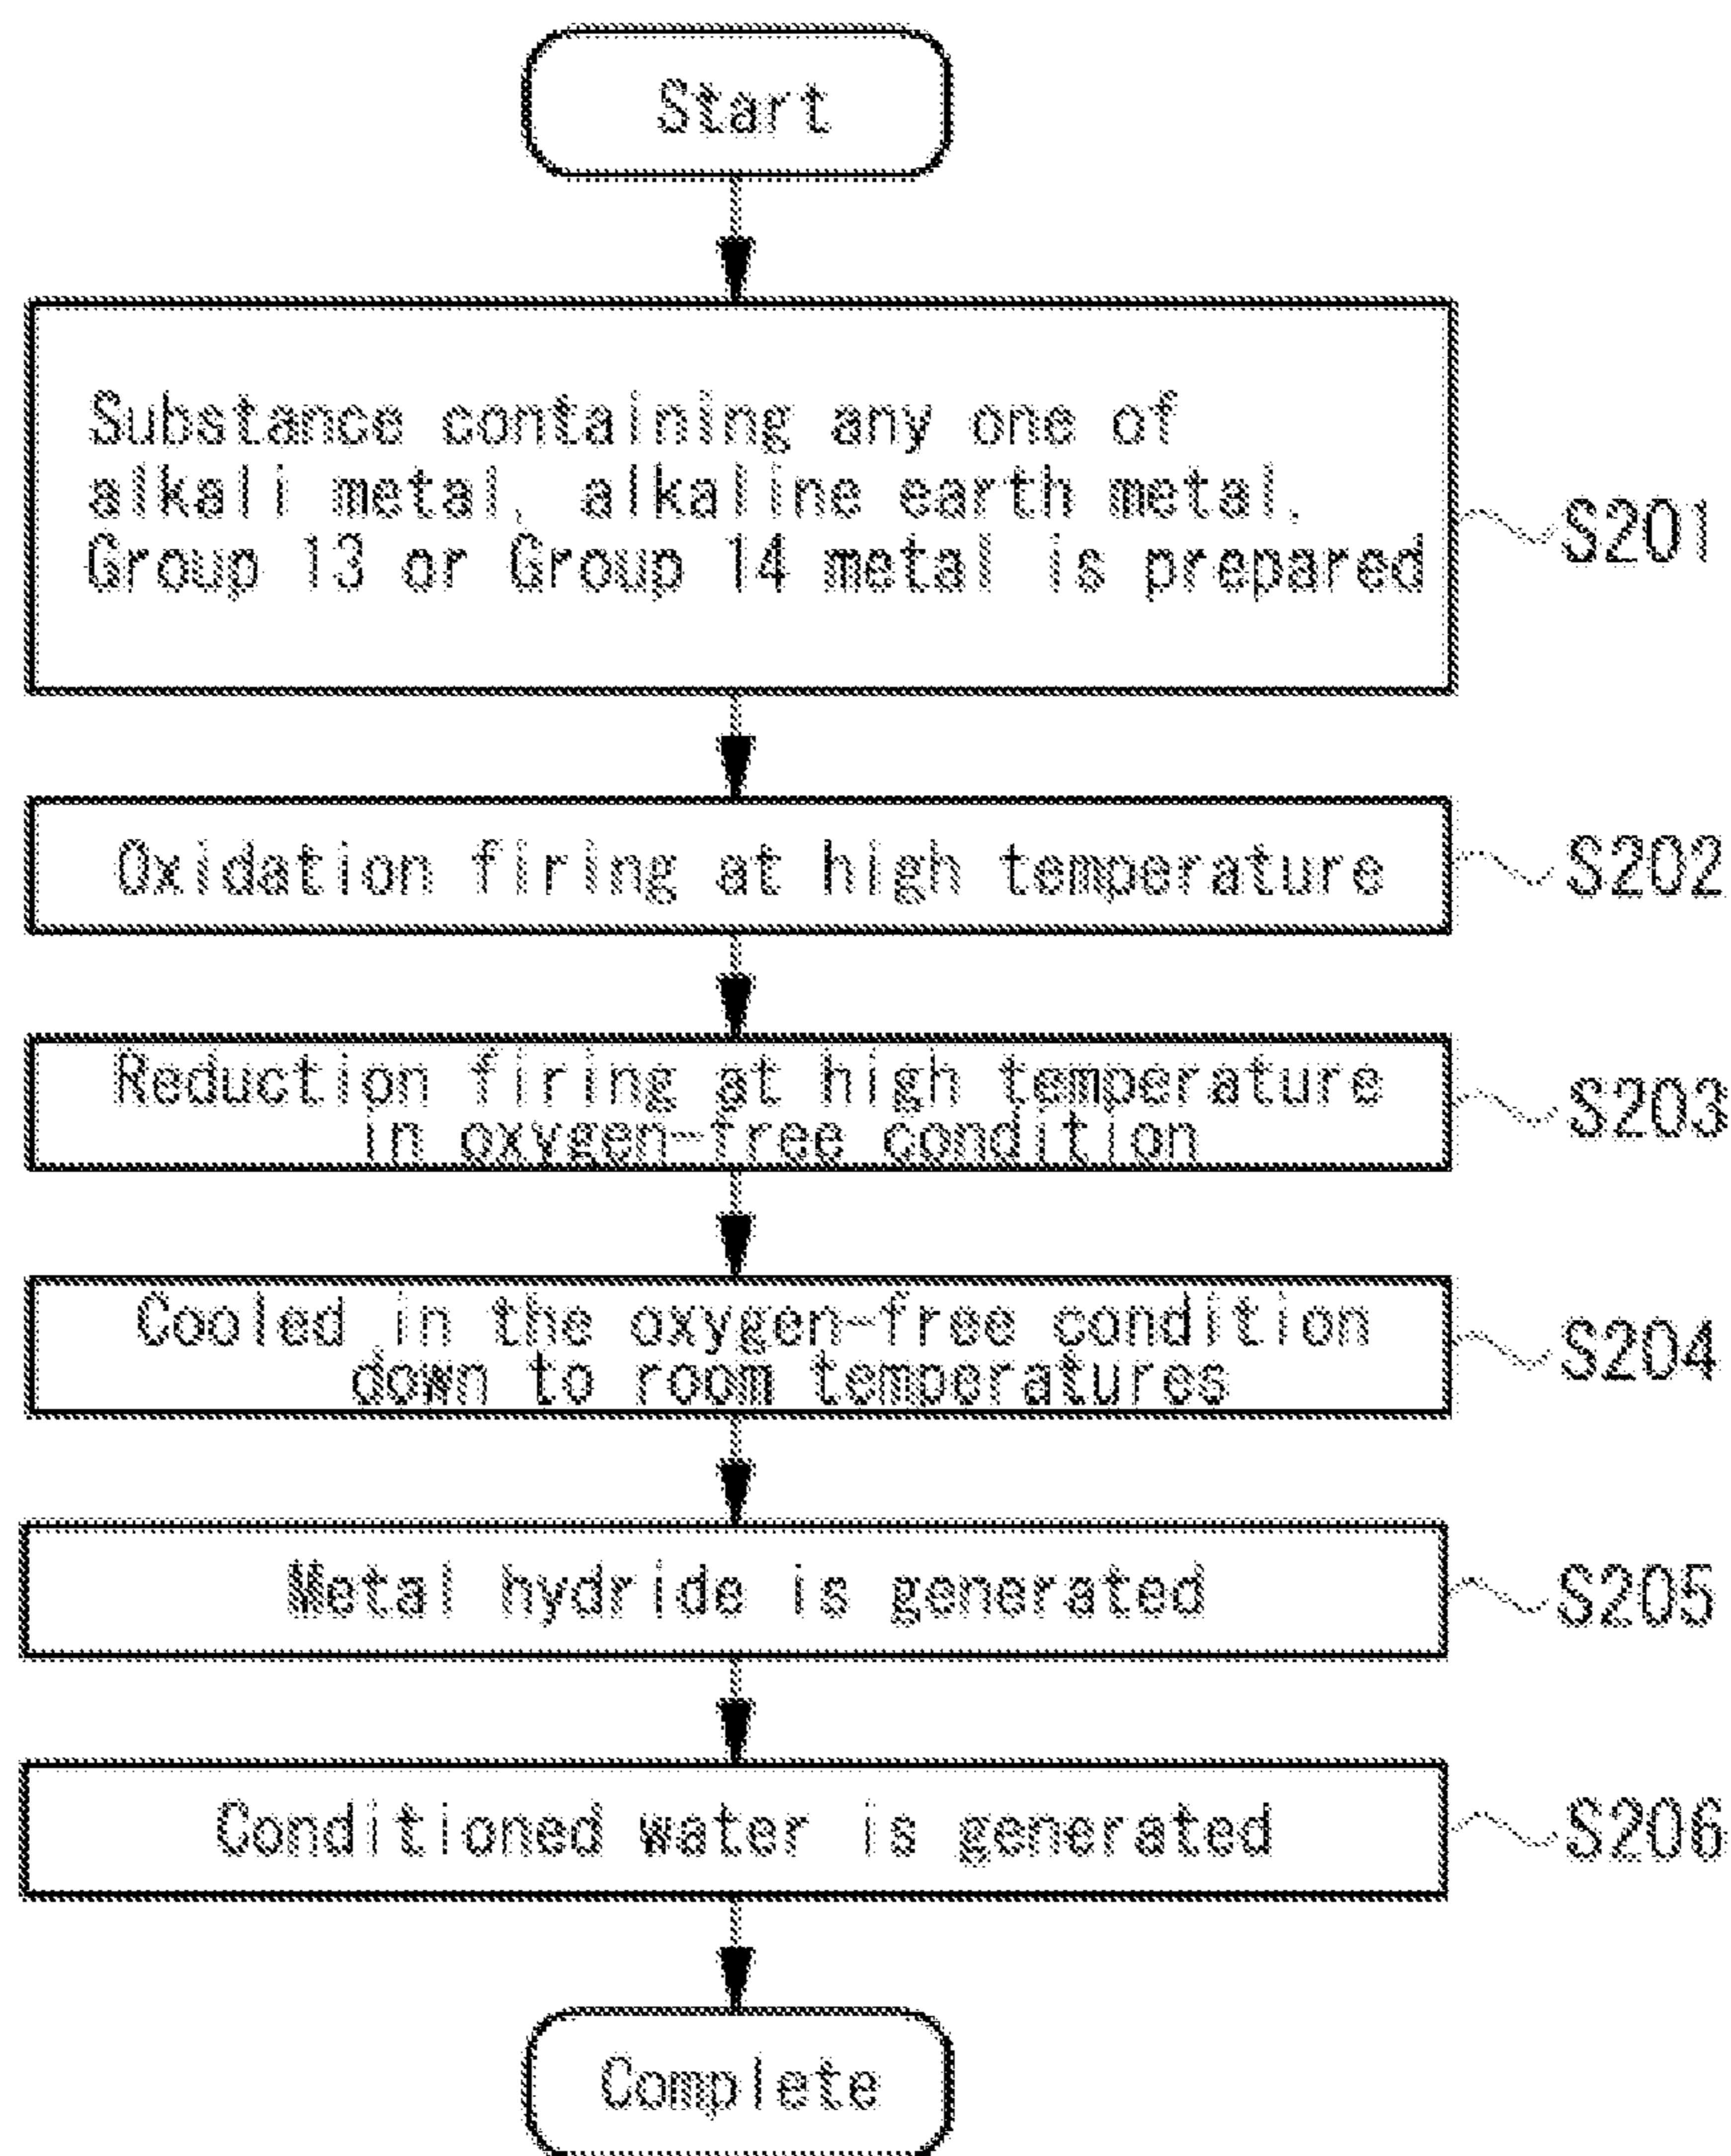 Start
Substance containing any one of
alkali metal, alkaline earth metal,
Group 13 or Group 14 metal is prepared
S201
Oxidation firing at high temperature
S202
Reduction firing at high temperature
in oxygen-free condition
S203
Cooled in the oxygen-free condition
down to room temperatures
S204
Metal hydride is generated
S205
Conditioned water is generated
S206
Complete